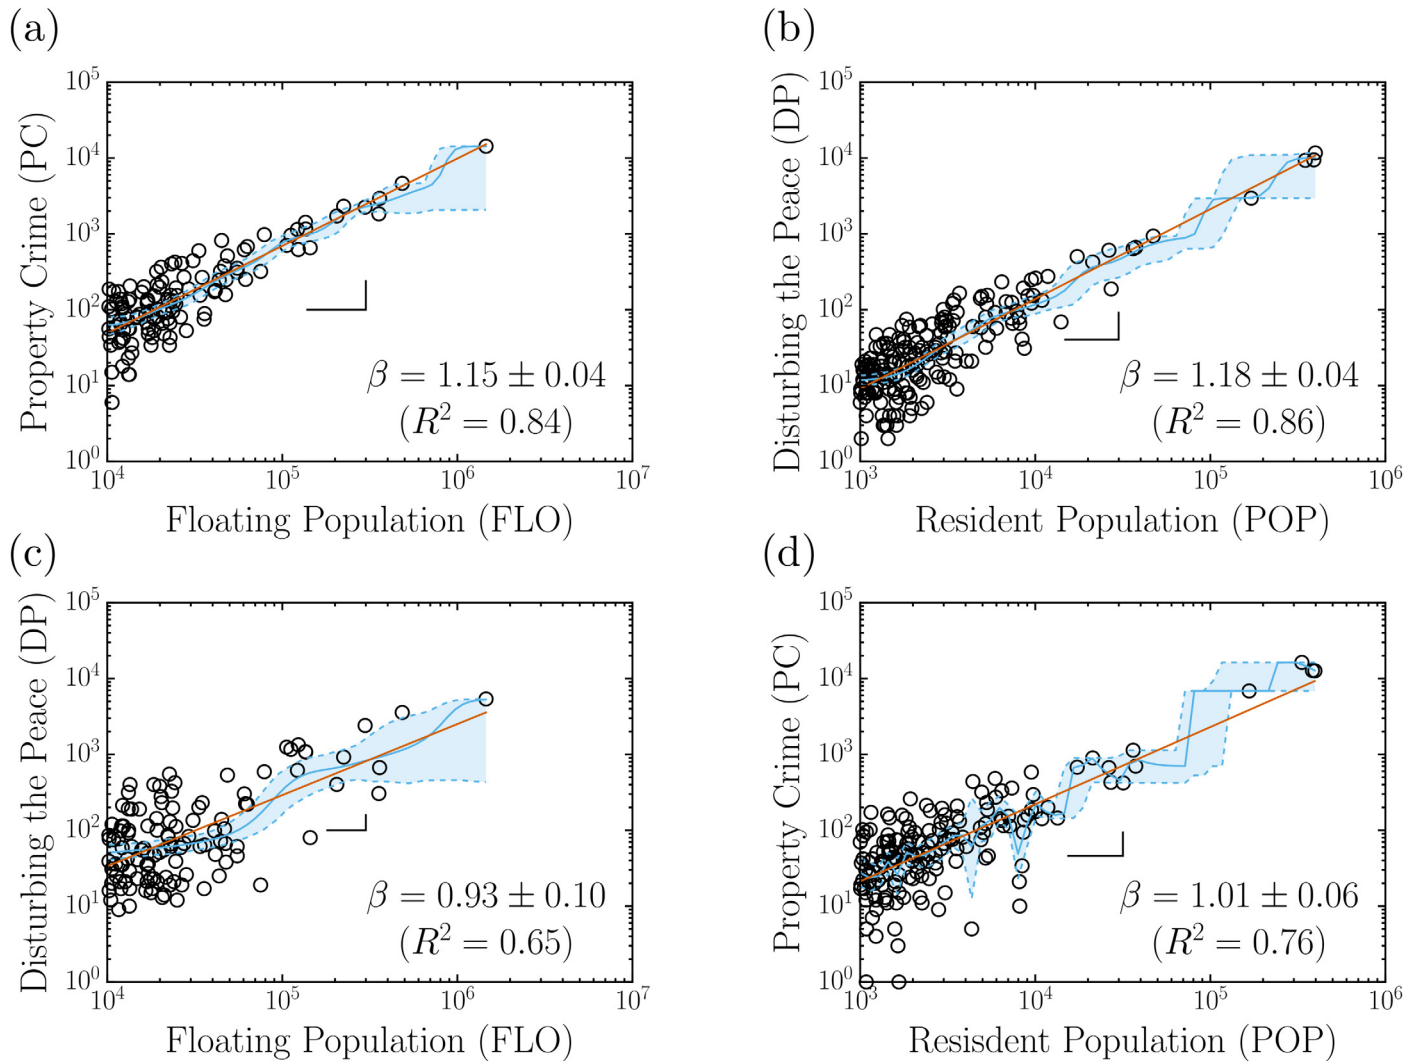 (a)
Property Crime (PC)
10^5
10^4
10^3
10^2
10^1
10^0
β = 1.15 ± 0.04
(R^2 = 0.84)
10^4 10^5 10^6 10^7
Floating Population (FLO)
(b)
Disturbing the Peace (DP)
10^5
10^4
10^3
10^2
10^1
10^0
β = 1.18 ± 0.04
(R^2 = 0.86)
10^3 10^4 10^5 10^6
Resident Population (POP)
(c)
Disturbing the Peace (DP)
10^5
10^4
10^3
10^2
10^1
10^0
β = 0.93 ± 0.10
(R^2 = 0.65)
10^4 10^5 10^6 10^7
Floating Population (FLO)
(d)
Property Crime (PC)
10^5
10^4
10^3
10^2
10^1
10^0
β = 1.01 ± 0.06
(R^2 = 0.76)
10^3 10^4 10^5 10^6
Resisdent Population (POP)